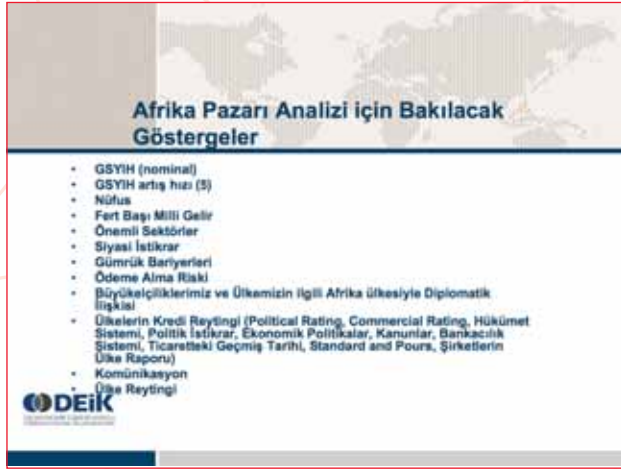 Afrika Pazarı Analizi için Bakılacak
Göstergeler
• GSYIH (nominal)
• GSYIH artış hızı (5)
• Nüfus
• Fert Başı Milli Gelir
• Önemli Sektörler
• Siyasi İstikrar
• Gümrük Bariyerleri
• Ödeme Alma Riski
• Büyükelçiliklerimiz ve Ülkemizin ilgili Afrika ülkesiyle Diplomatik
İlişkisi
• Ülkelerin Kredi Reytingi (Political Rating, Commercial Rating, Hükümet
Sistemi, Politik İstikrar, Ekonomik Politikalar, Kanunlar, Bankacılık
Sistemi, Ticaretteki Geçmiş Tarihi, Standard and Pours, Şirketlerin
Ülke Raporu)
• Komünikasyon
• Ülke Reytingi
DEİK